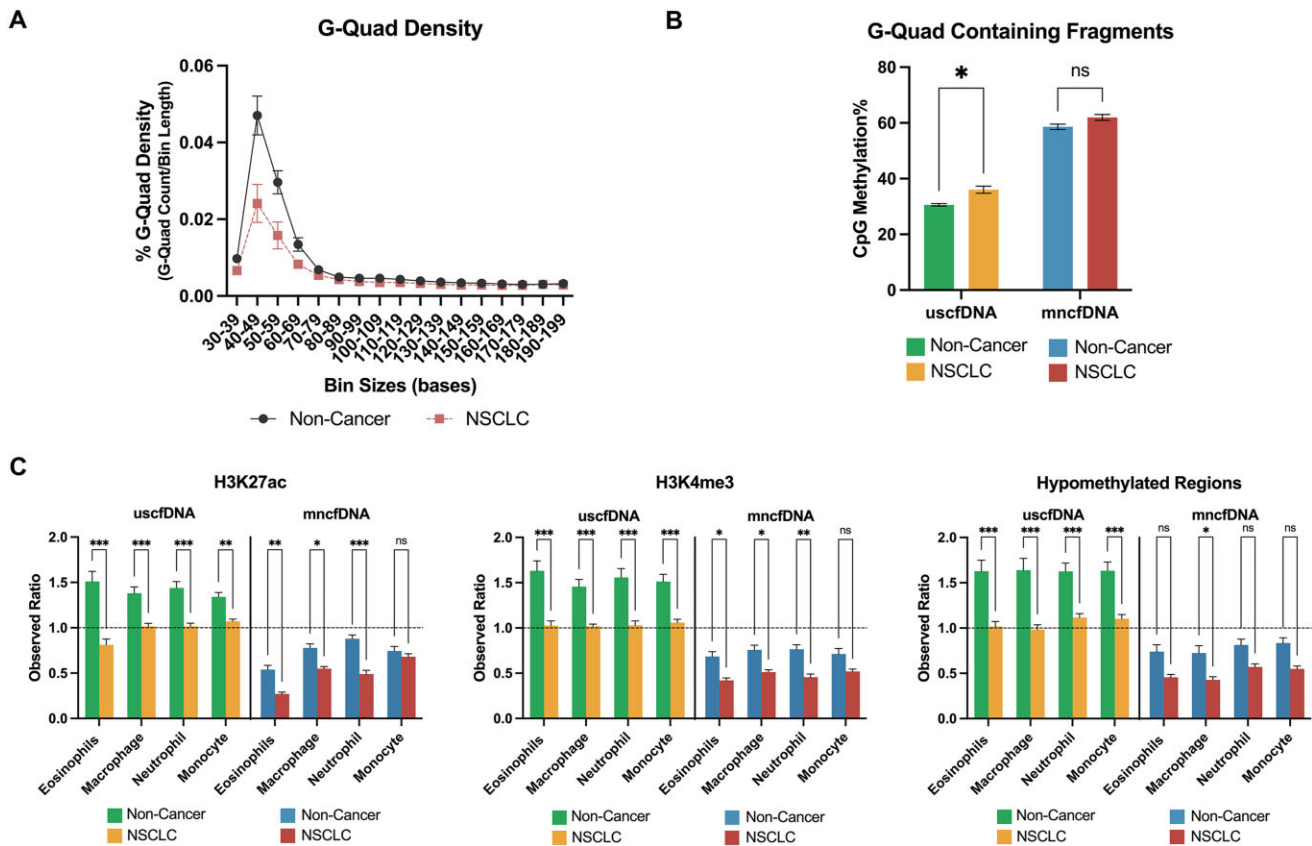 A
G-Quad Density
% G-Quad Density
(G-Quad Count/Bin Length)
0.06
0.04
0.02
0.00
30-39
40-49
50-59
60-69
70-79
80-89
90-99
100-109
110-119
120-129
130-139
140-149
150-159
160-169
170-179
180-189
190-199
Bin Sizes (bases)
Non-Cancer
NSCLC
B
G-Quad Containing Fragments
CpG Methylation%
80
60
40
20
0
*
ns
uscfDNA
mncfDNA
Non-Cancer
Non-Cancer
NSCLC
NSCLC
C
H3K27ac
uscfDNA
mncfDNA
*** *** *** ** ** * *** ns
Observed Ratio
2.0
1.5
1.0
0.5
0.0
Eosinophils
Macrophage
Neutrophil
Monocyte
Eosinophils
Macrophage
Neutrophil
Monocyte
Non-Cancer
Non-Cancer
NSCLC
NSCLC
H3K4me3
uscfDNA
mncfDNA
*** *** *** *** * * ** ns
Observed Ratio
2.0
1.5
1.0
0.5
0.0
Eosinophils
Macrophage
Neutrophil
Monocyte
Eosinophils
Macrophage
Neutrophil
Monocyte
Non-Cancer
Non-Cancer
NSCLC
NSCLC
Hypomethylated Regions
uscfDNA
mncfDNA
*** *** *** *** ns * ns ns
Observed Ratio
2.0
1.5
1.0
0.5
0.0
Eosinophils
Macrophage
Neutrophil
Monocyte
Eosinophils
Macrophage
Neutrophil
Monocyte
Non-Cancer
Non-Cancer
NSCLC
NSCLC